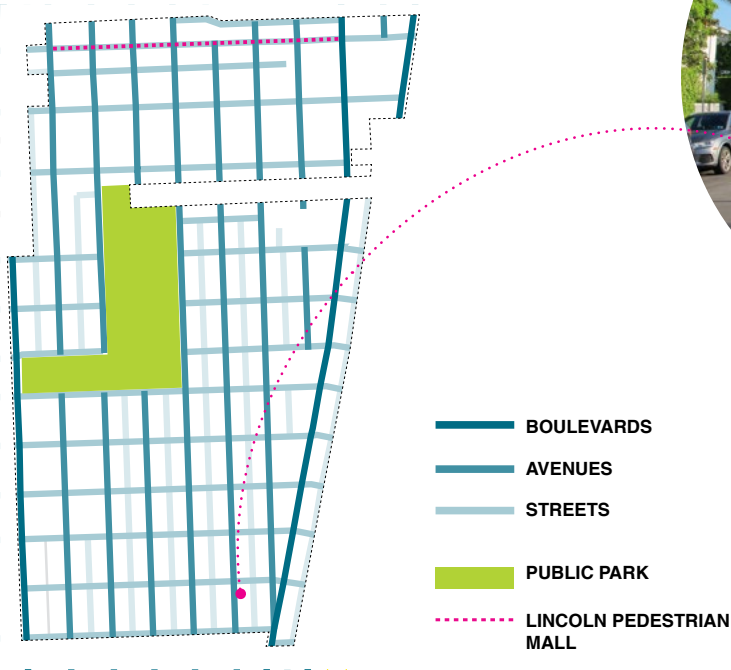 BOULEVARDS
AVENUES
STREETS
PUBLIC PARK
LINCOLN PEDESTRIAN
MALL